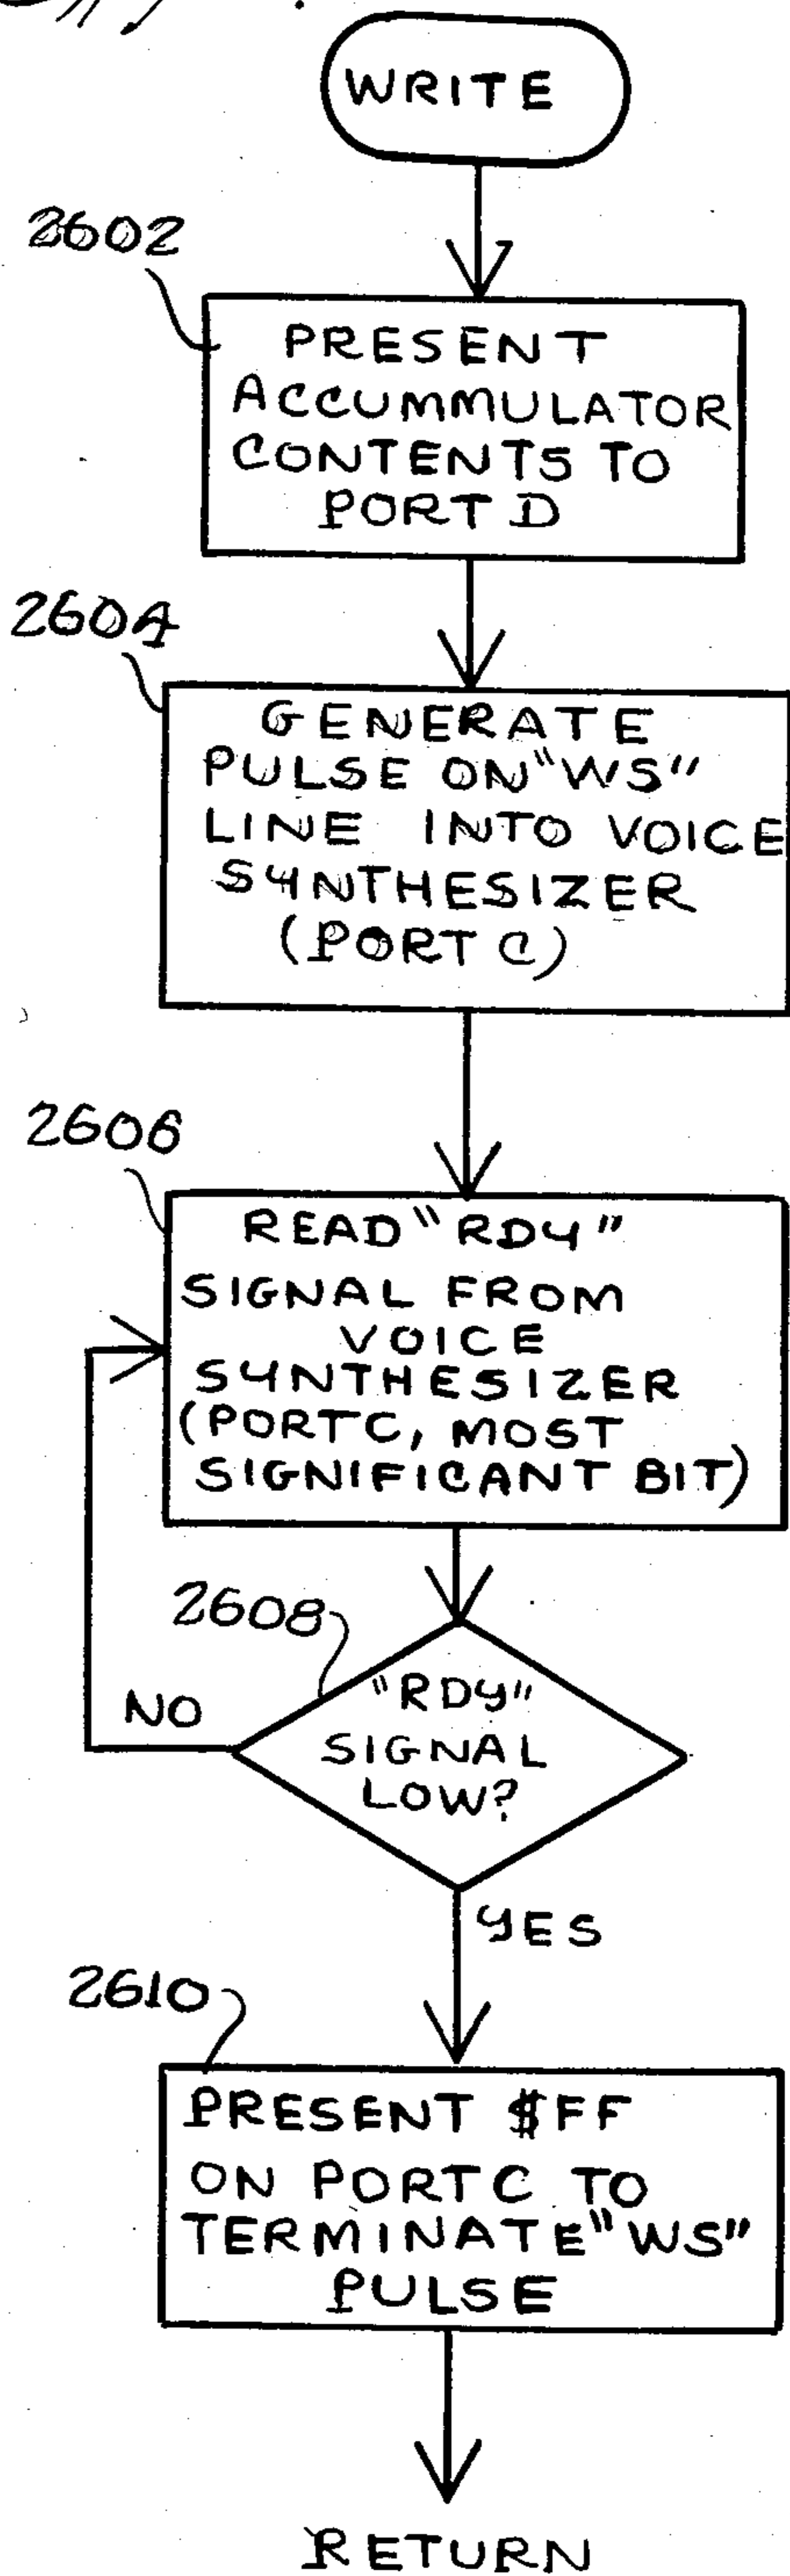 WRITE
2602
PRESENT
ACCUMMULATOR
CONTENTS TO
PORT D
2604
GENERATE
PULSE ON "WS"
LINE INTO VOICE
SYNTHESIZER
(PORT C)
2606
READ "RDY"
SIGNAL FROM
VOICE
SYNTHESIZER
(PORTC, MOST
SIGNIFICANT BIT)
2608
NO
"RDY"
SIGNAL
LOW?
YES
2610
PRESENT $FF
ON PORTC TO
TERMINATE "WS"
PULSE
RETURN